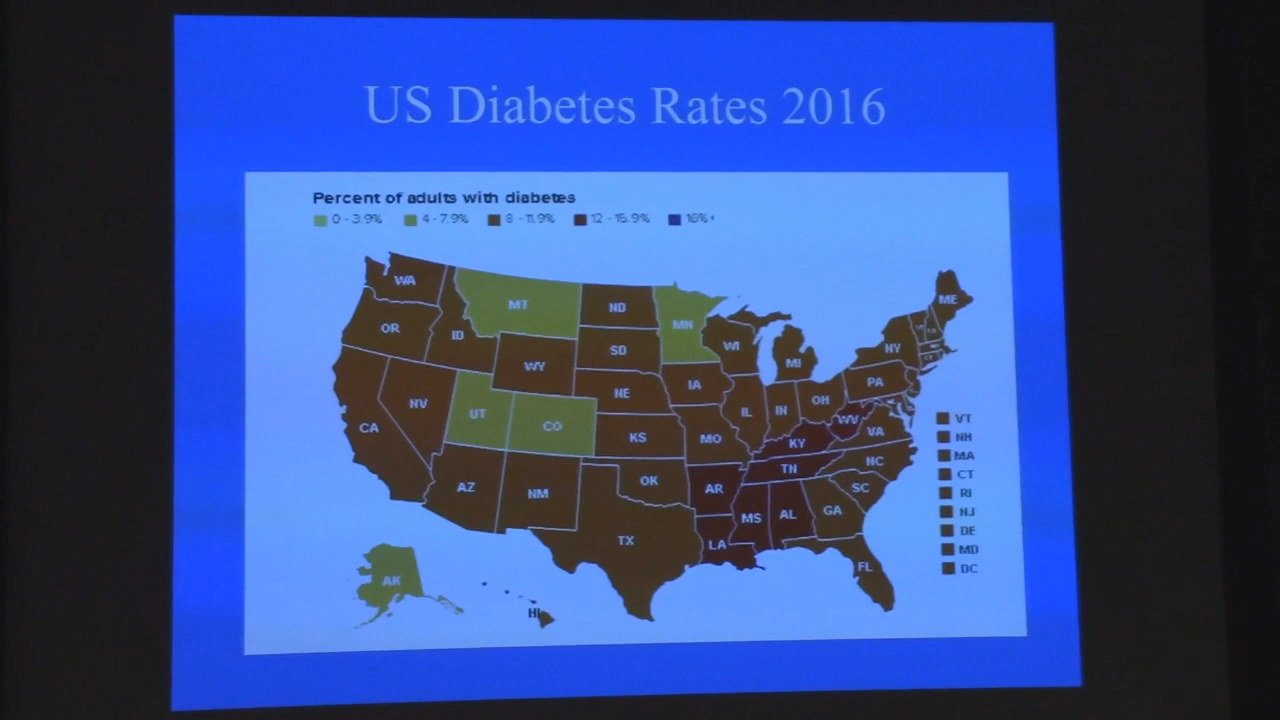 US Diabetes Rates 2016
Percent of adults with diabetes
0 - 3.9% 4 - 7.9% 8 - 11.9% 12 - 15.9% 16%+
WA
MT
ND
ME
MN
OR
ID
SD
WI
NY
MI
WY
PA
NE
IA
NV
UT
IL
IN
OH
CO
CA
KS
MO
KY
WV
VA
AZ
NM
OK
TN
NC
AR
SC
MS
AL
GA
TX
LA
FL
AK
HI
VT
NH
MA
CT
RI
NJ
DE
MD
DC